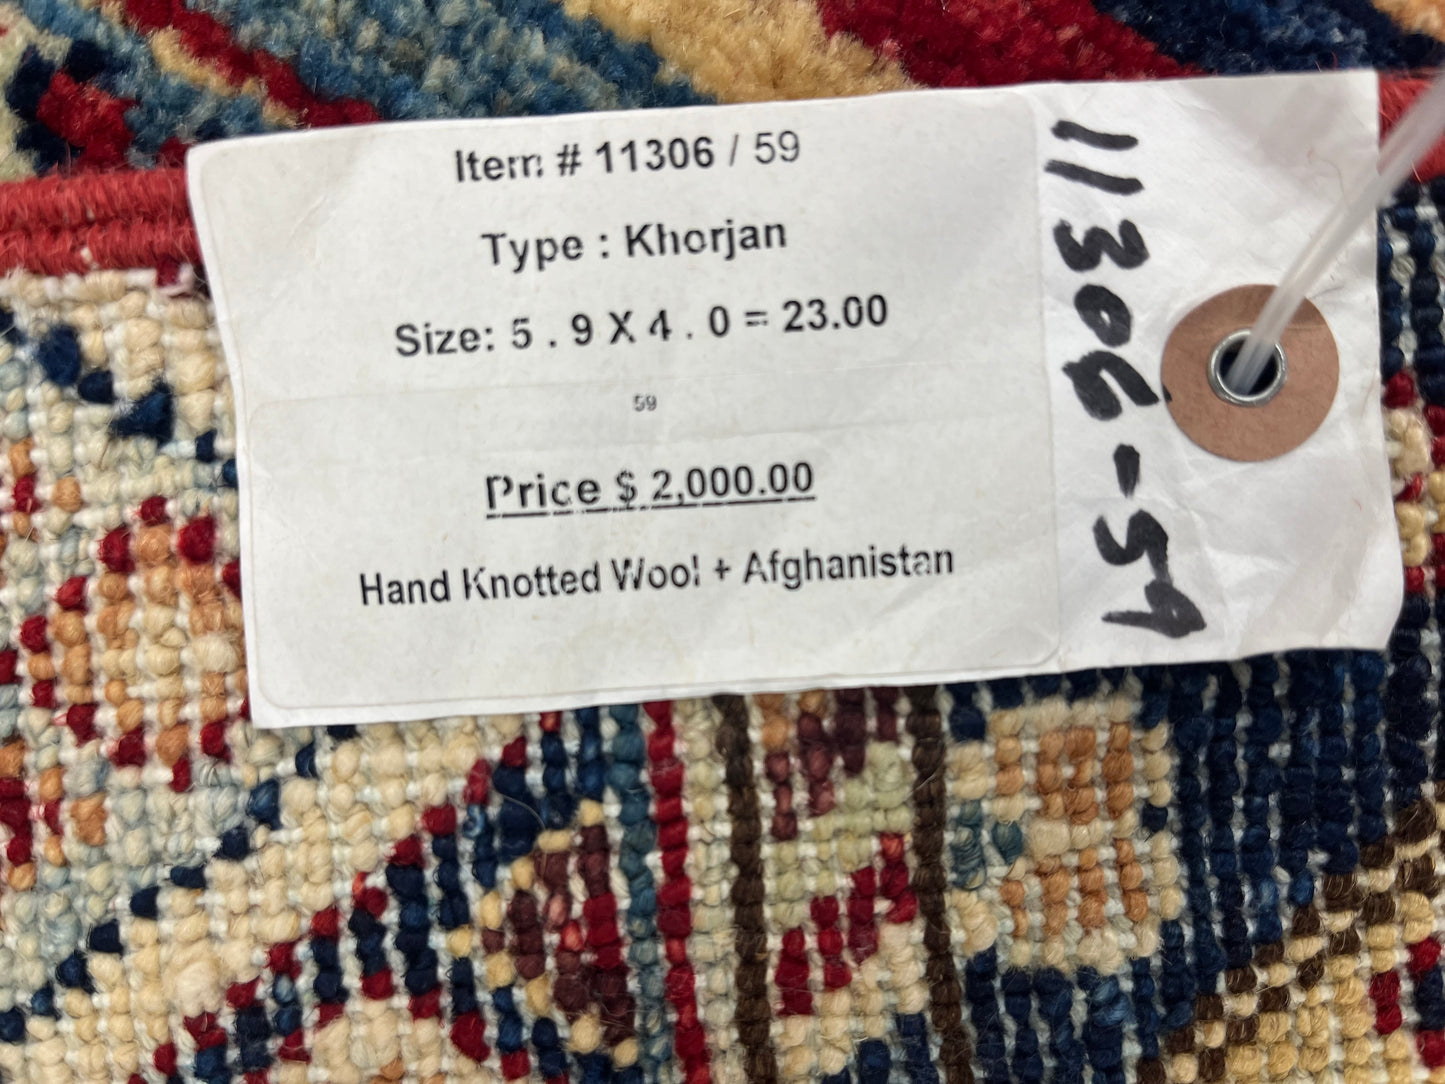 Item # 11306 / 59
Type : Khorjan
Size: 5 . 9 X 4 . 0 = 23.00
59
Price $ 2,000.00
Hand Knotted Wool + Afghanistan
11306-59